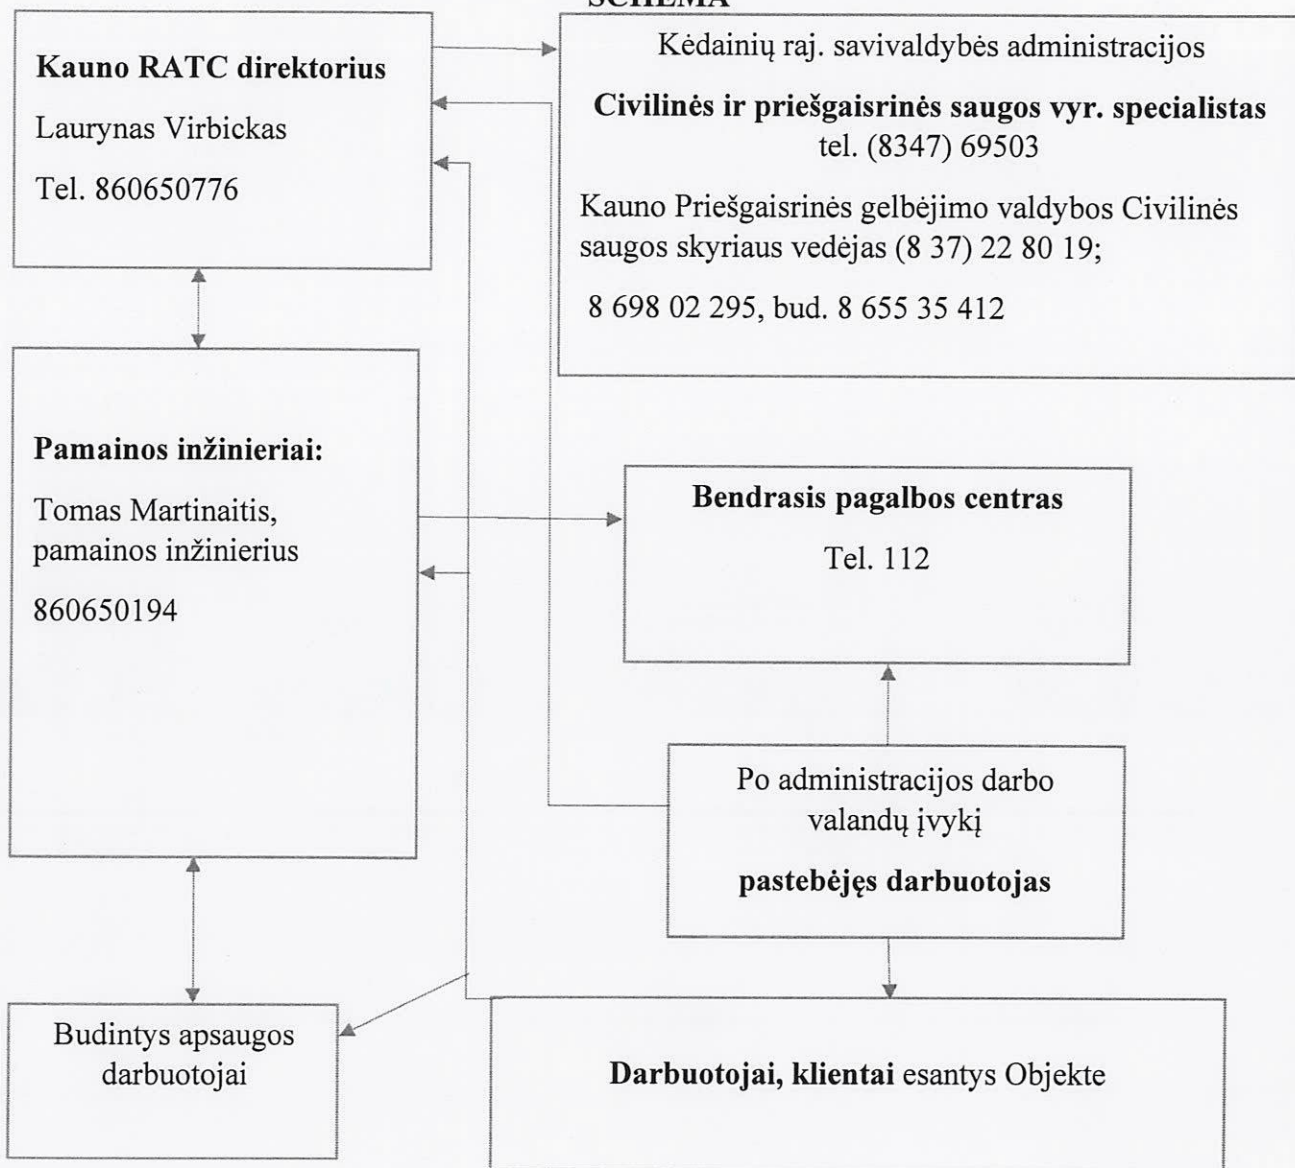 SCHEMA
Kauno RATC direktorius
Laurynas Virbickas
Tel. 860650776
Kėdainių raj. savivaldybės administracijos
Civilinės ir priešgaisrinės saugos vyr. specialistas
tel. (8347) 69503
Kauno Priešgaisrinės gelbėjimo valdybos Civilinės
saugos skyriaus vedėjas (8 37) 22 80 19;
8 698 02 295, bud. 8 655 35 412
Pamainos inžinieriai:
Tomas Martinaitis,
pamainos inžinierius
860650194
Bendrasis pagalbos centras
Tel. 112
Po administracijos darbo
valandų įvykį
pastebėjęs darbuotojas
Budintys apsaugos
darbuotojai
Darbuotojai, klientai esantys Objekte